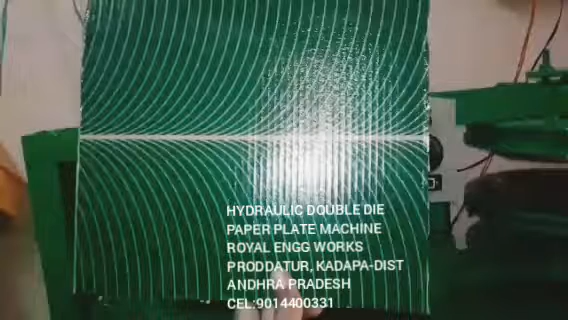 HYDRAULIC DOUBLE DIE
PAPER PLATE MACHINE
ROYAL ENGG WORKS
PRODDATUR, KADAPA-DIST
ANDHRA PRADESH
CEL:9014400331